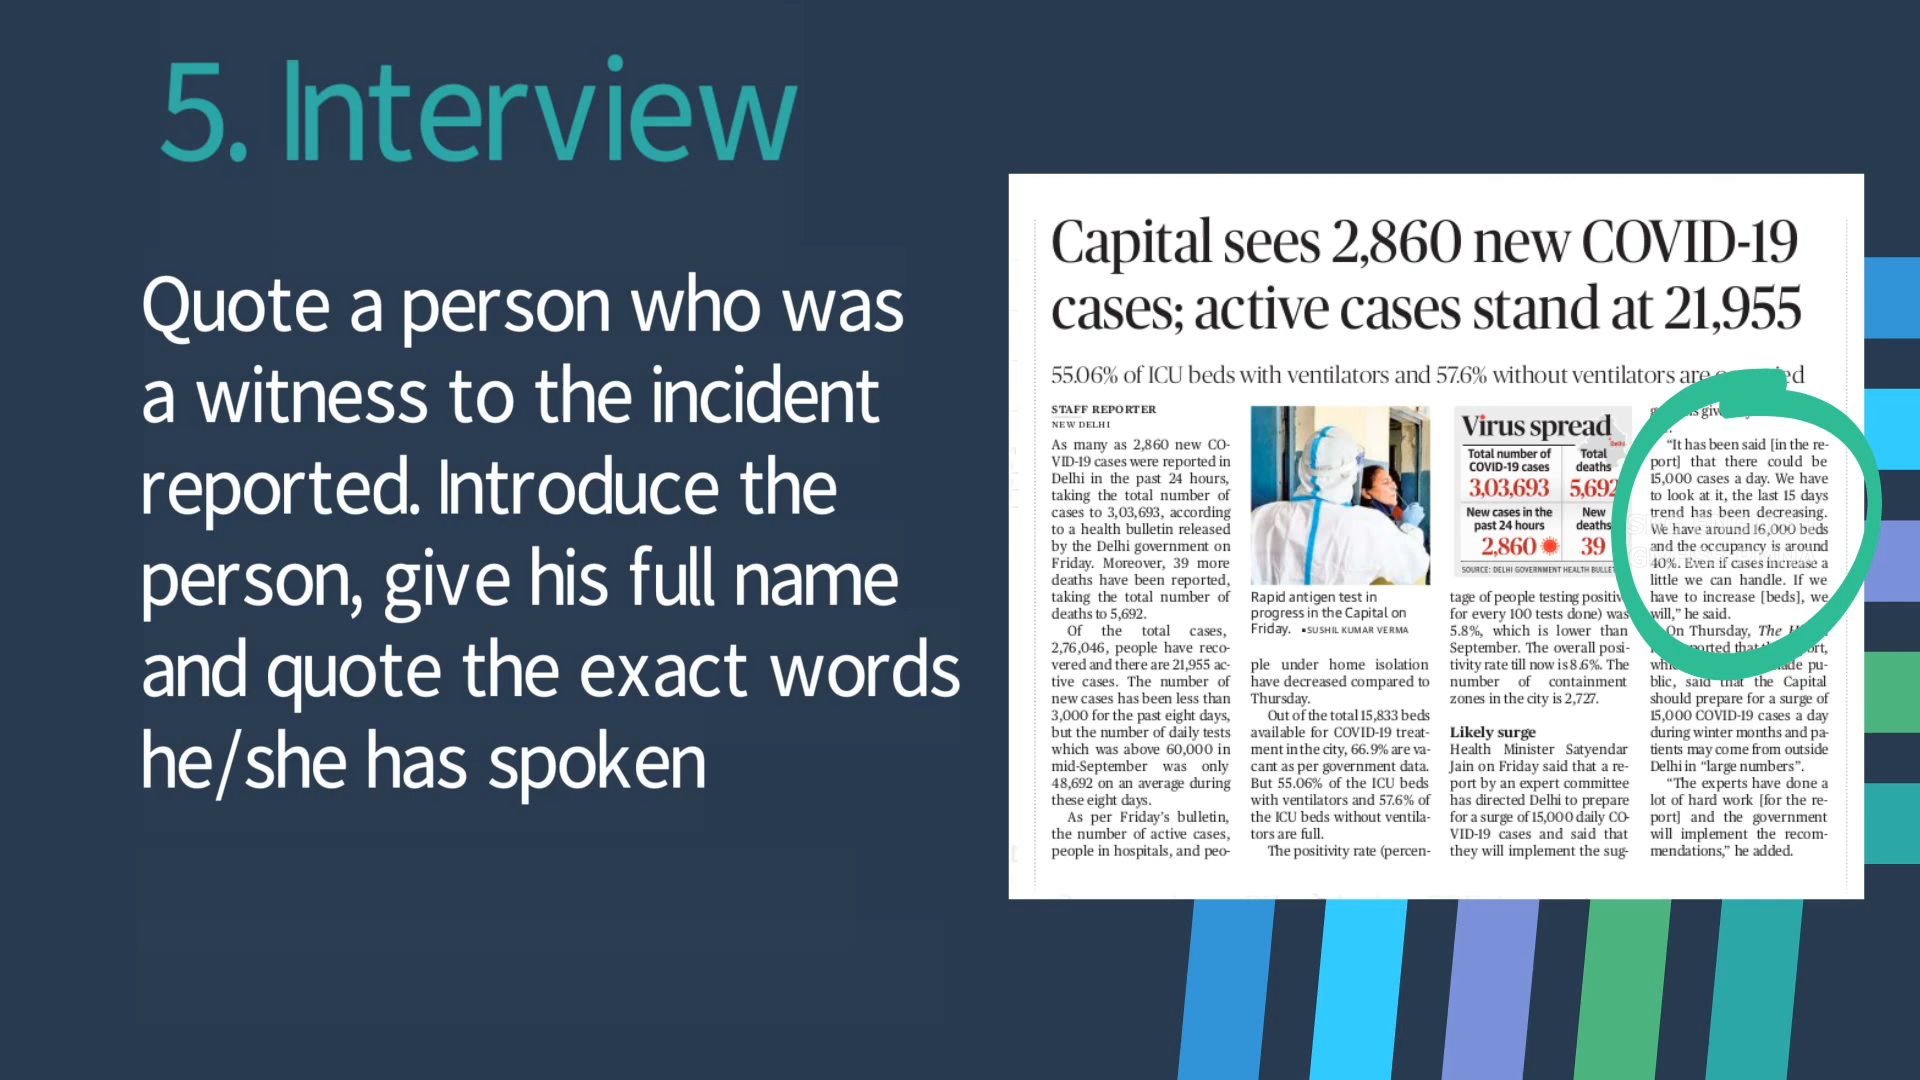 5. Interview
Quote a person who was
a witness to the incident
reported. Introduce the
person, give his full name
and quote the exact words
he/she has spoken
Capital sees 2,860 new COVID-19
cases; active cases stand at 21,955
55.06% of ICU beds with ventilators and 57.6% without ventilators are
STAFF REPORTER
NEW DELHI
As many as 2,860 new CO-
VID-19 cases were reported in
Delhi in the past 24 hours,
taking the total number of
cases to 3,03,693, according
to a health bulletin released
by the Delhi government on
Friday. Moreover, 39 more
deaths have been reported,
taking the total number of
deaths to 5,692.
Of the total cases,
2,76,046, people have reco-
vered and there are 21,955 ac-
tive cases. The number of
new cases has been less than
3,000 for the past eight days,
but the number of daily tests
which was above 60,000 in
mid-September was only
48,692 on an average during
these eight days.
As per Friday's bulletin,
the number of active cases,
people in hospitals, and peo-
Rapid antigen test in
progress in the Capital on
Friday. ▪SUSHIL KUMAR VERMA
ple under home isolation
have decreased compared to
Thursday.
Out of the total 15,833 beds
available for COVID-19 treat-
ment in the city, 66.9% are va-
cant as per government data.
But 55.06% of the ICU beds
with ventilators and 57.6% of
the ICU beds without ventila-
tors are full.
The positivity rate (percen-
Virus spread
Delhi
Total number of
COVID-19 cases
3,03,693
Total
deaths
5,692
New cases in the
past 24 hours
2,860
New
deaths
39
SOURCE: DELHI GOVERNMENT HEALTH BULLET
tage of people testing positiv
for every 100 tests done) was
5.8%, which is lower than
September. The overall posi-
tivity rate till now is 8.6%. The
number of containment
zones in the city is 2,727.
Likely surge
Health Minister Satyendar
Jain on Friday said that a re-
port by an expert committee
has directed Delhi to prepare
for a surge of 15,000 daily CO-
VID-19 cases and said that
they will implement the sug-
"It has been said [in the re-
port] that there could be
15,000 cases a day. We have
to look at it, the last 15 days
trend has been decreasing.
We have around 16,000 beds
and the occupancy is around
40%. Even if cases increase a
little we can handle. If we
have to increase [beds], we
will," he said.
On Thursday, The
ported that
pu-
blic, said that the Capital
should prepare for a surge of
15,000 COVID-19 cases a day
during winter months and pa-
tients may come from outside
Delhi in "large numbers".
"The experts have done a
lot of hard work [for the re-
port] and the government
will implement the recom-
mendations," he added.